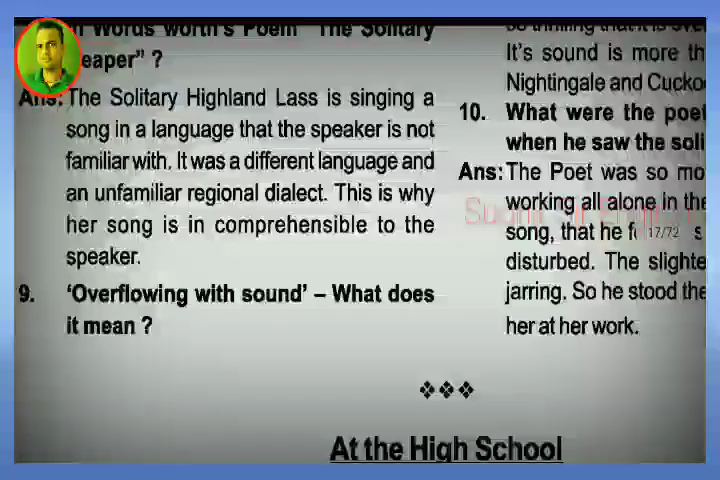 Words worth's Poem "The Solitary
eaper" ?
Ans: The Solitary Highland Lass is singing a
song in a language that the speaker is not
familiar with. It was a different language and
an unfamiliar regional dialect. This is why
her song is in comprehensible to the
speaker.
9. 'Overflowing with sound' – What does
it mean ?
It's sound is more th
Nightingale and Cucko
10. What were the poet
when he saw the soli
Ans: The Poet was so mo
working all alone in the
song, that he f 17/72 s
disturbed. The slighte
jarring. So he stood the
her at her work.
❖❖❖
At the High School